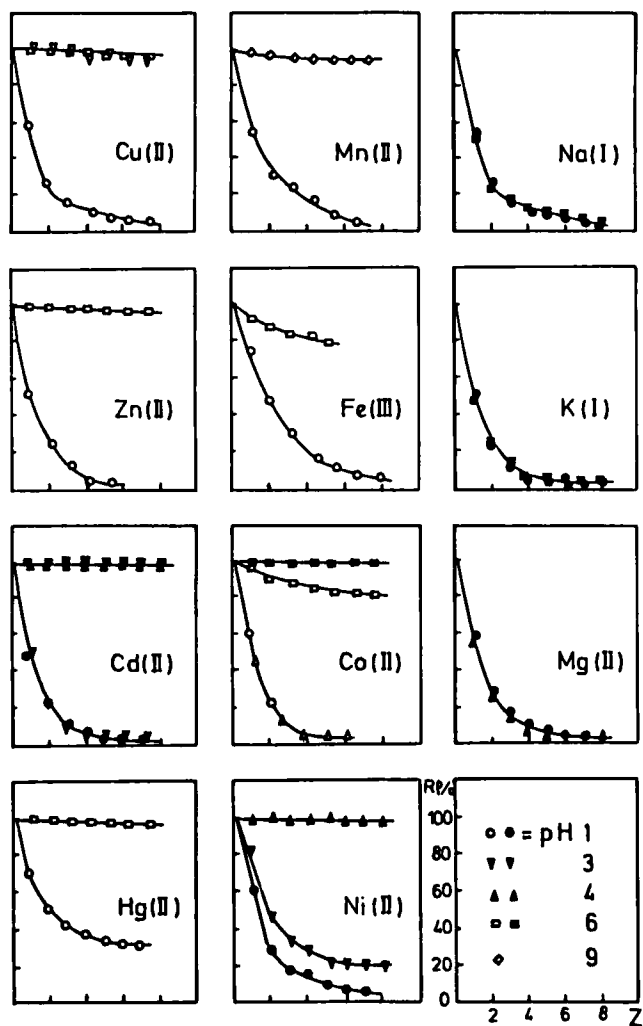 Cu(II)
Mn(II)
Na(I)
Zn(II)
Fe(III)
K(I)
Cd(II)
Co(II)
Mg(II)
Hg(II)
Ni(II)
R/%
100
80
60
40
20
0
= pH 1
3
4
6
9
2 4 6 8 Z